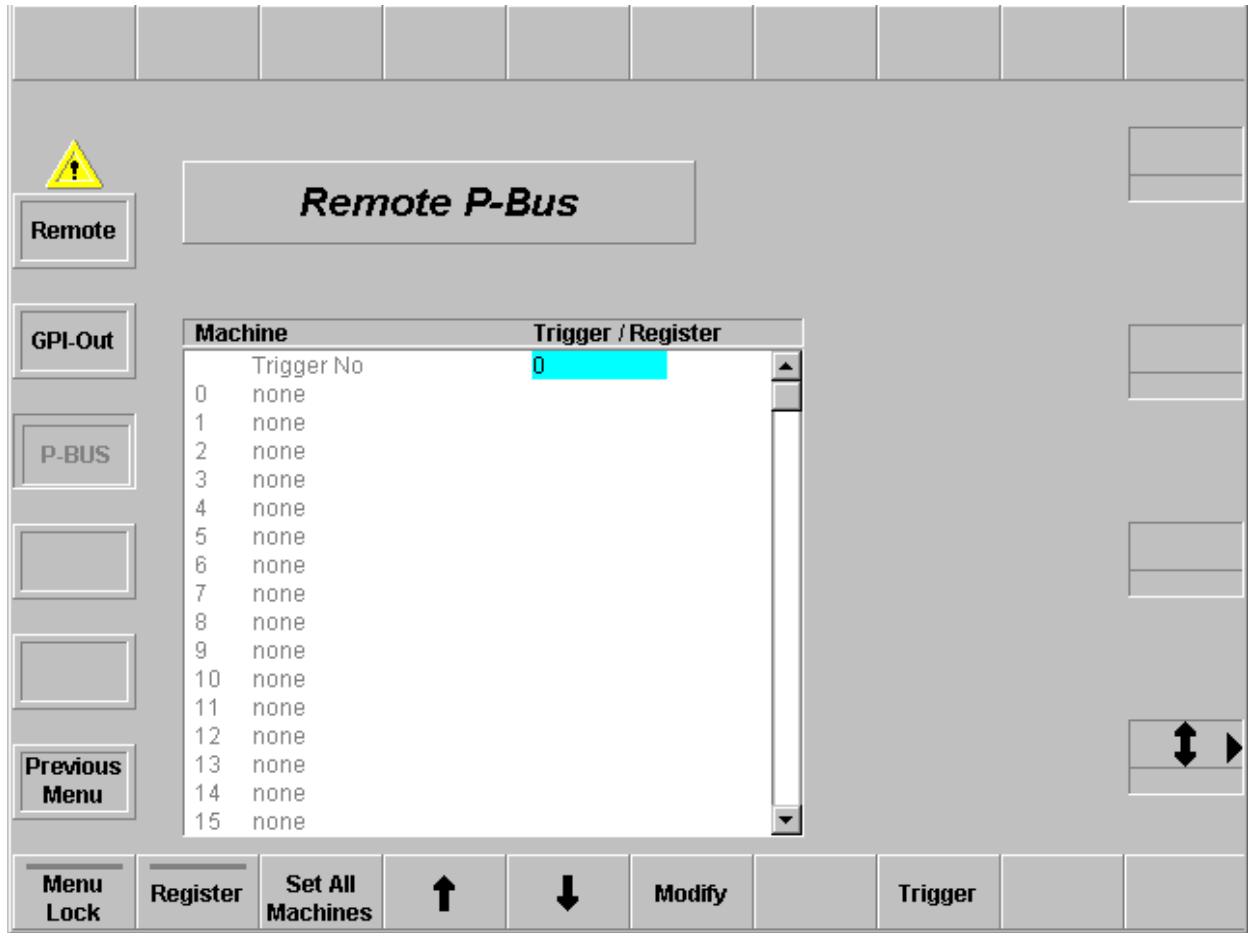 Remote P-Bus
Remote
GPI-Out
P-BUS
Previous
Menu
Machine Trigger / Register
Trigger No 0
0 none
1 none
2 none
3 none
4 none
5 none
6 none
7 none
8 none
9 none
10 none
11 none
12 none
13 none
14 none
15 none
Menu
Lock
Register
Set All
Machines
Modify
Trigger